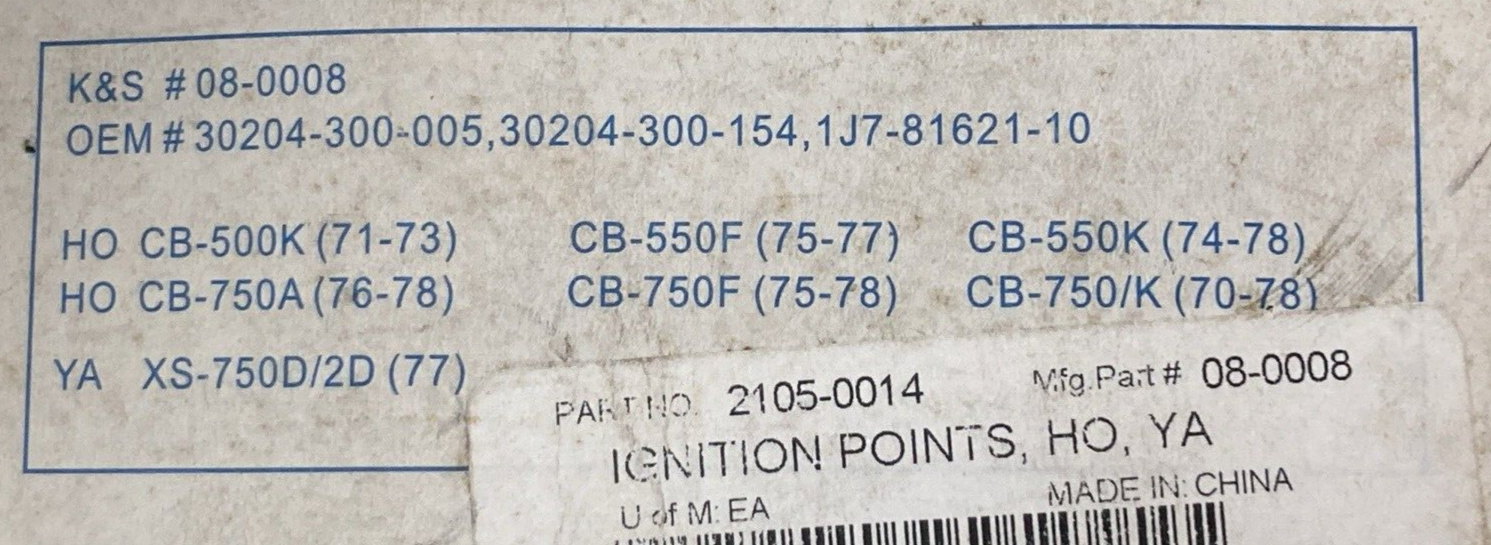 K&S # 08-0008
OEM # 30204-300-005,30204-300-154,1J7-81621-10
HO CB-500K (71-73) CB-550F (75-77) CB-550K (74-78)
HO CB-750A (76-78) CB-750F (75-78) CB-750/K (70-78)
YA XS-750D/2D (77)
PART NO. 2105-0014 Mfg.Part # 08-0008
IGNITION POINTS, HO, YA
U of M: EA MADE IN: CHINA